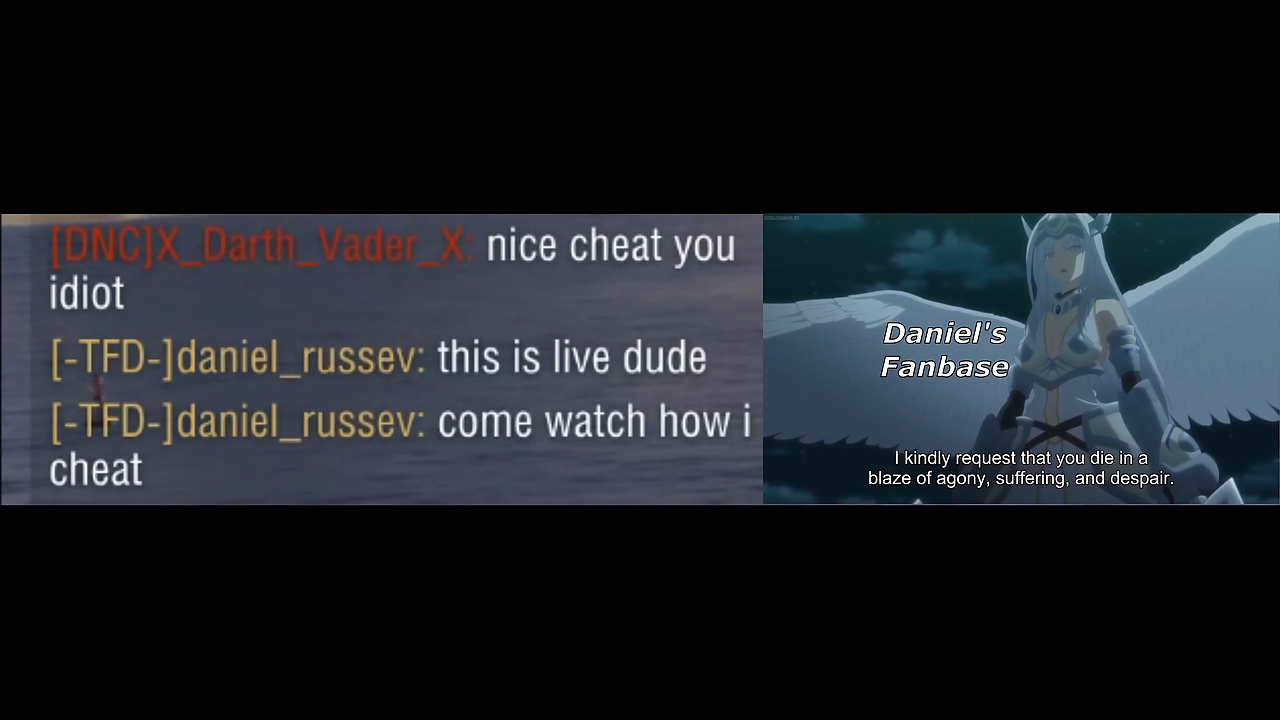 [DNC]X_Darth_Vader_X: nice cheat you
idiot
[-TFD-]daniel_russev: this is live dude
[-TFD-]daniel_russev: come watch how i
cheat
Daniel's
Fanbase
I kindly request that you die in a
blaze of agony, suffering, and despair.